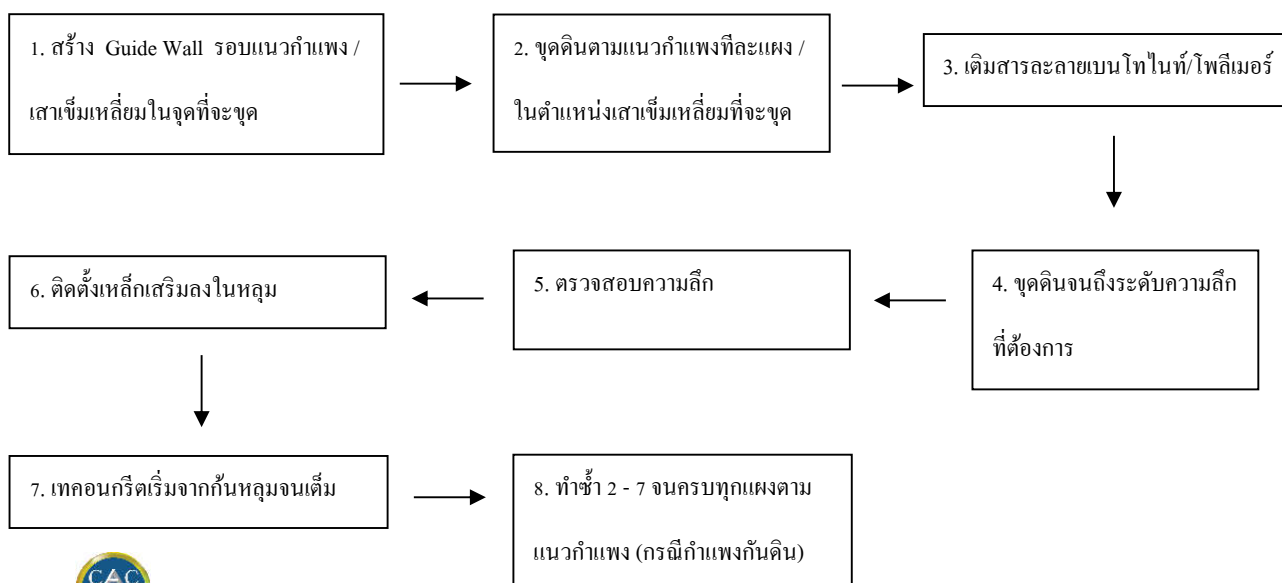 1. สร้าง Guide Wall รอบแนวกำแพง /
เสาเข็มเหลี่ยมในจุดที่จะขุด
2. ขุดดินตามแนวกำแพงทีละแผง /
ในตำแหน่งเสาเข็มเหลี่ยมที่จะขุด
3. เติมสารละลายเบนโทไนท์/โพลีเมอร์
4. ขุดดินจนถึงระดับความลึก
ที่ต้องการ
5. ตรวจสอบความลึก
6. ติดตั้งเหล็กเสริมลงในหลุม
7. เทคอนกรีตเริ่มจากก้นหลุมจนเต็ม
8. ทำซ้ำ 2 - 7 จนครบทุกแผงตาม
แนวกำแพง (กรณีกำแพงกันดิน)
CAC